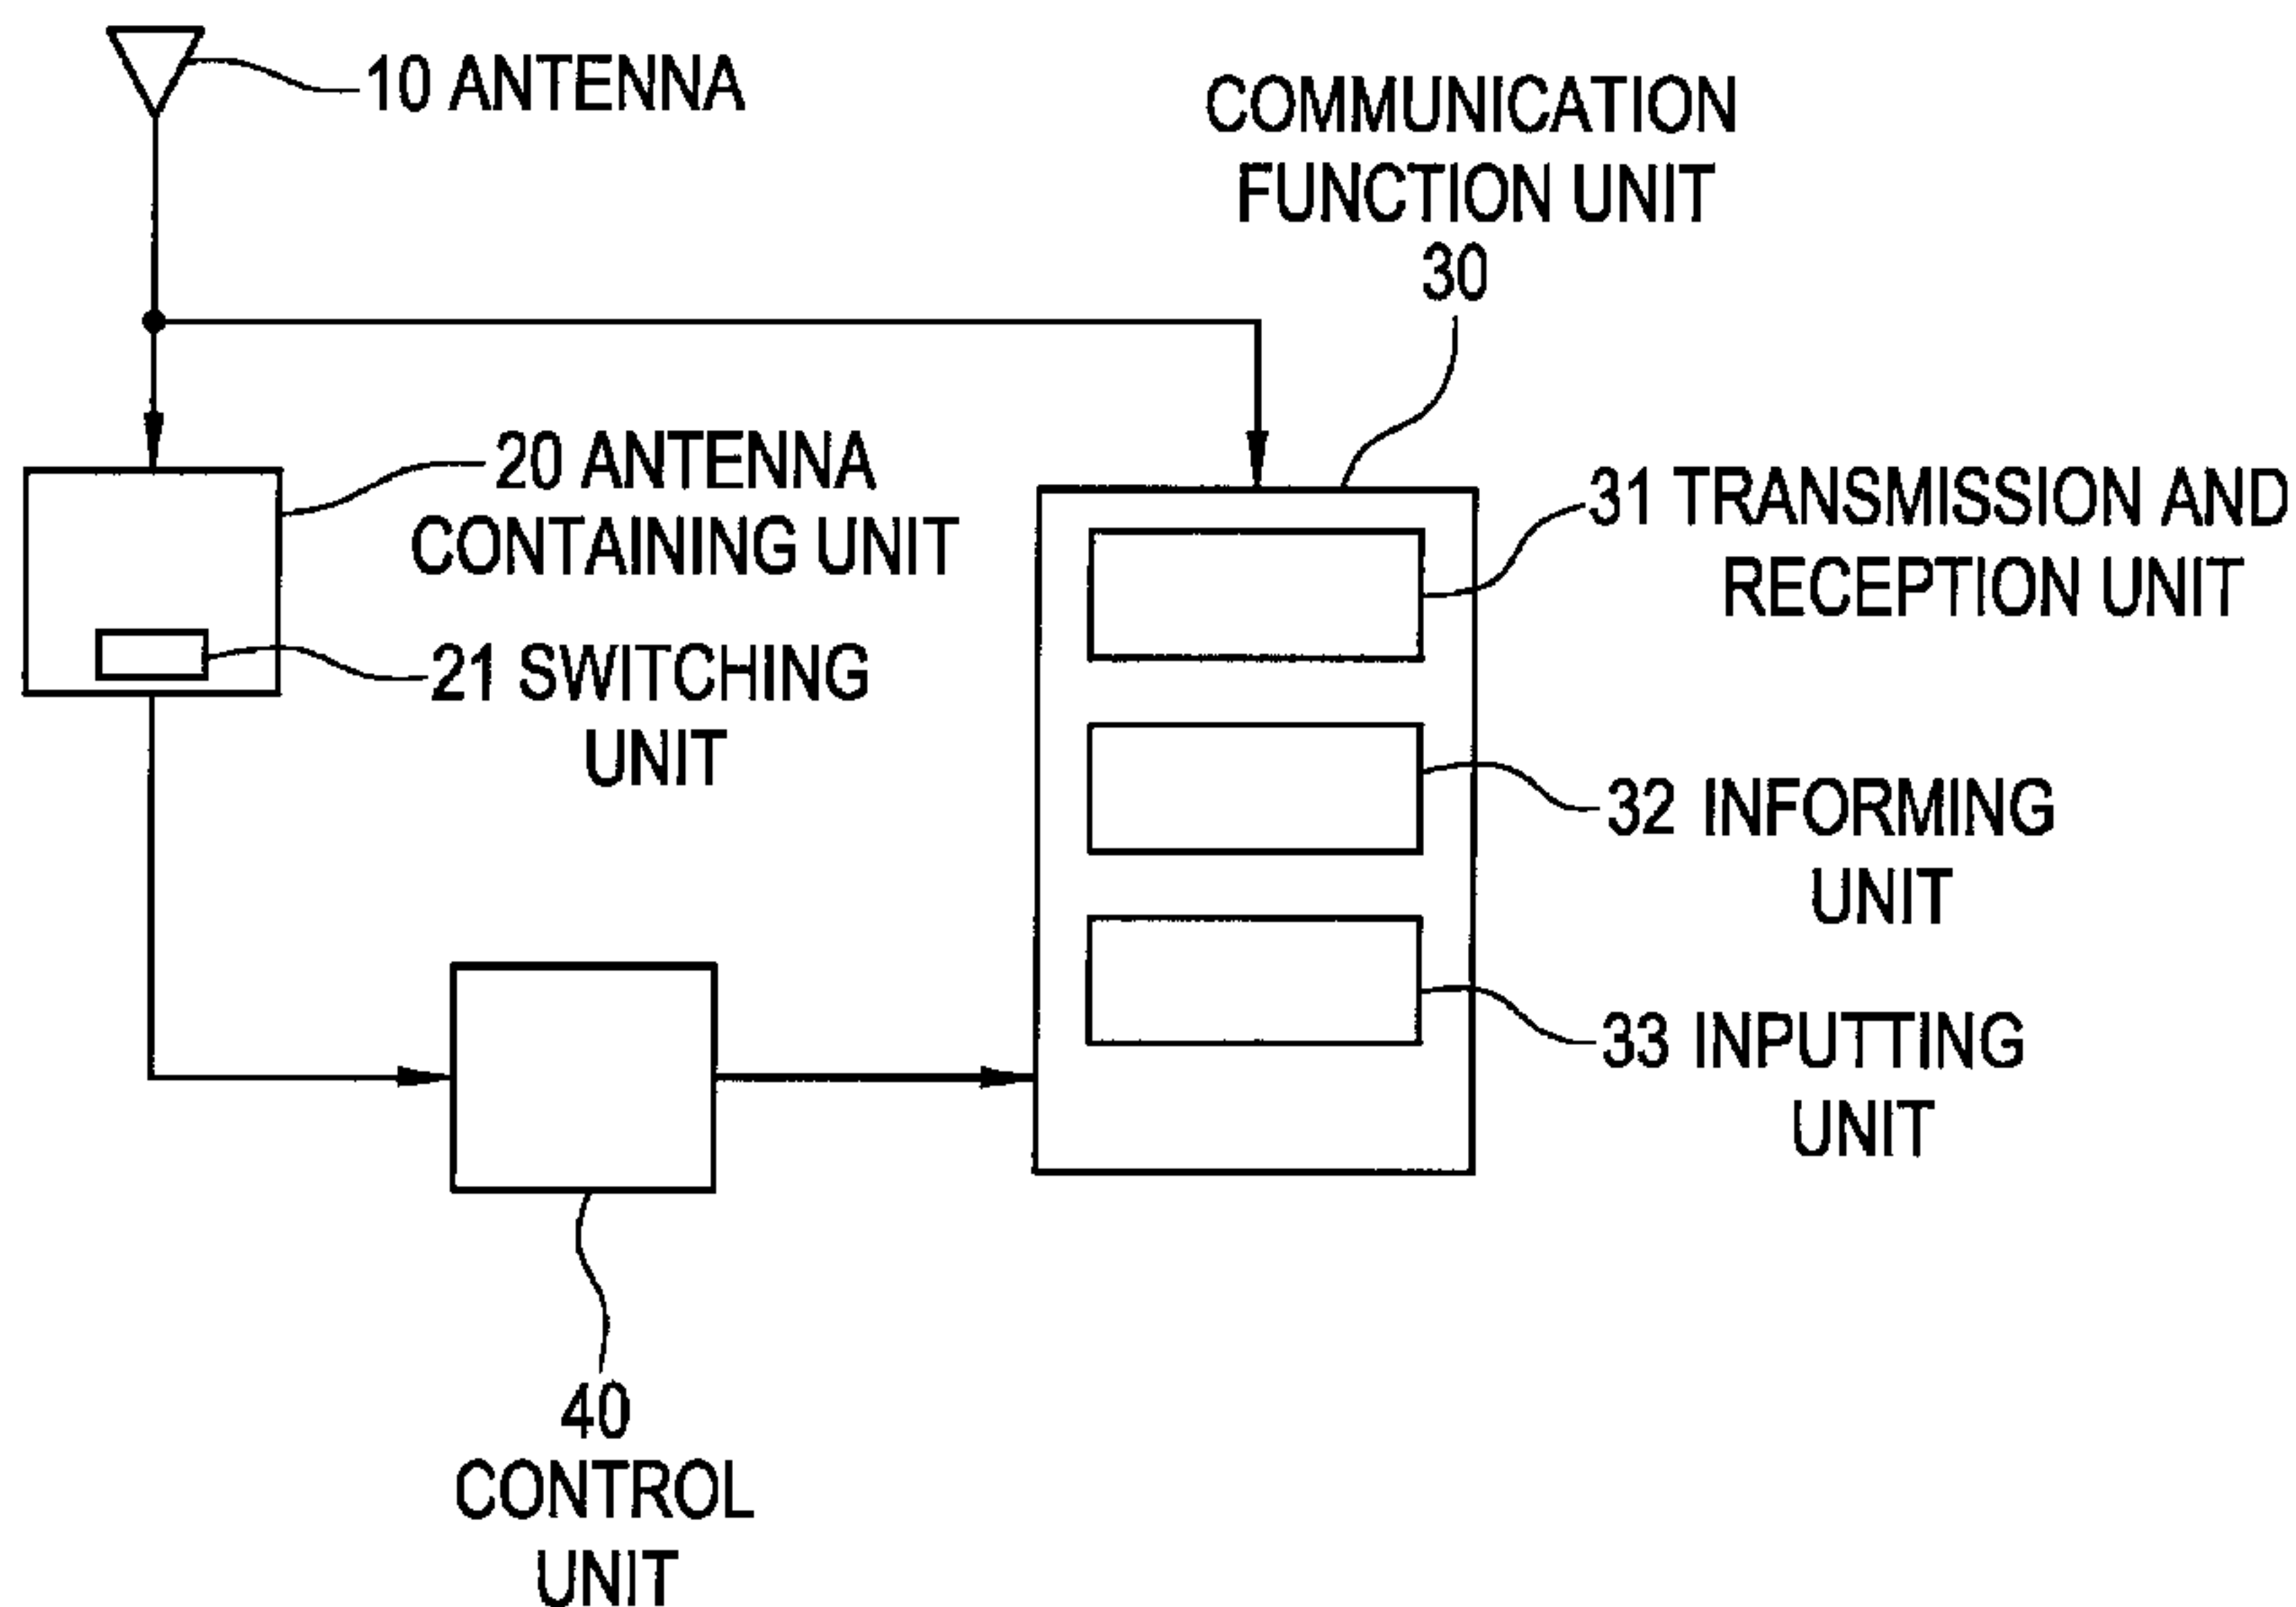 10 ANTENNA
COMMUNICATION
FUNCTION UNIT
30
20 ANTENNA
CONTAINING UNIT
21 SWITCHING
UNIT
31 TRANSMISSION AND
RECEPTION UNIT
32 INFORMING
UNIT
33 INPUTTING
UNIT
40
CONTROL
UNIT